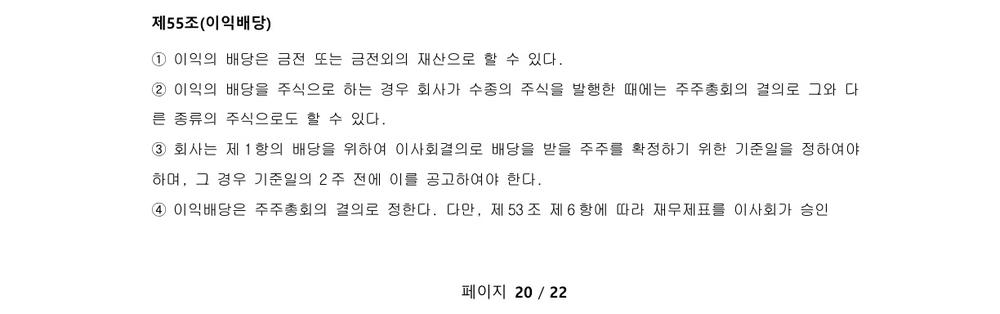 제55조(이익배당)
① 이익의 배당은 금전 또는 금전외의 재산으로 할 수 있다.
② 이익의 배당을 주식으로 하는 경우 회사가 수종의 주식을 발행한 때에는 주주총회의 결의로 그와 다
른 종류의 주식으로도 할 수 있다.
③ 회사는 제1항의 배당을 위하여 이사회결의로 배당을 받을 주주를 확정하기 위한 기준일을 정하여야
하며, 그 경우 기준일의 2주 전에 이를 공고하여야 한다.
④ 이익배당은 주주총회의 결의로 정한다. 다만, 제53조 제6항에 따라 재무제표를 이사회가 승인
페이지 20 / 22